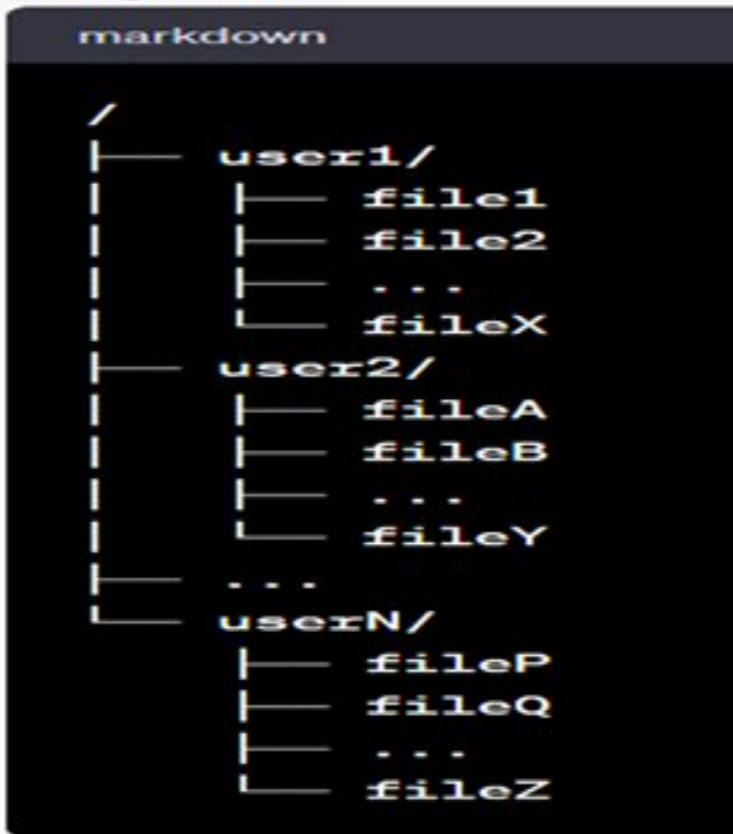 markdown
/
├── user1/
│   ├── file1
│   ├── file2
│   ├── ...
│   └── fileX
├── user2/
│   ├── fileA
│   ├── fileB
│   ├── ...
│   └── fileY
├── ...
└── userN/
    ├── fileP
    ├── fileQ
    ├── ...
    └── fileZ